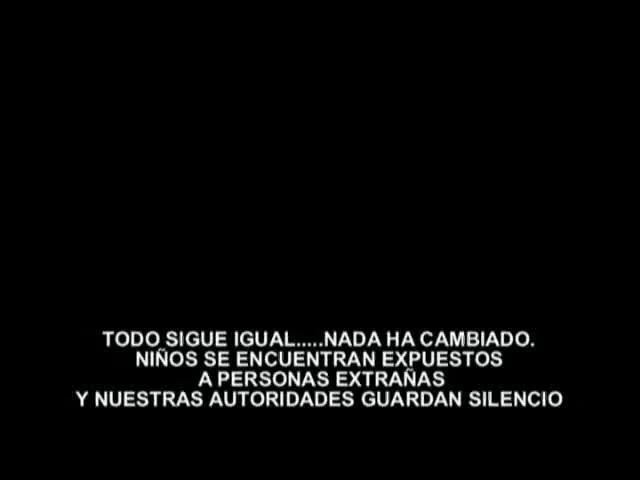 TODO SIGUE IGUAL.....NADA HA CAMBIADO.
NIÑOS SE ENCUENTRAN EXPUESTOS
A PERSONAS EXTRAÑAS
Y NUESTRAS AUTORIDADES GUARDAN SILENCIO